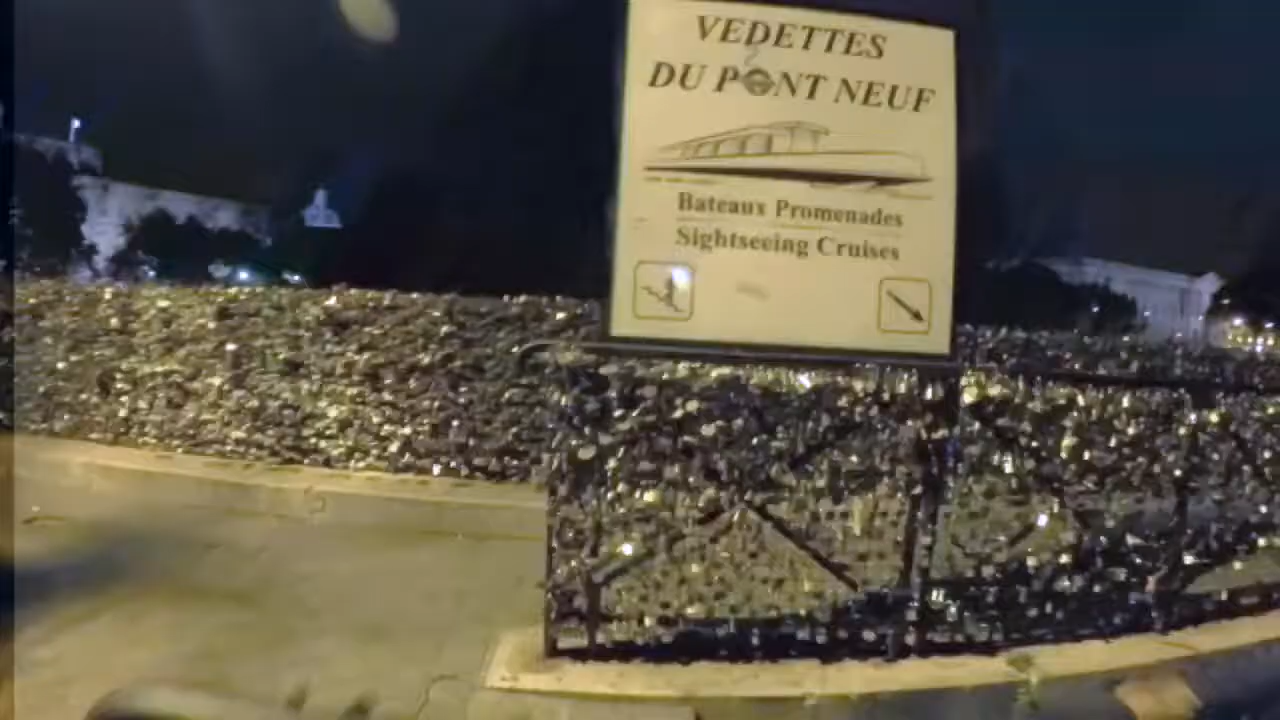 VEDETTES
DU PONT NEUF
Bateaux Promenades
Sightseeing Cruises